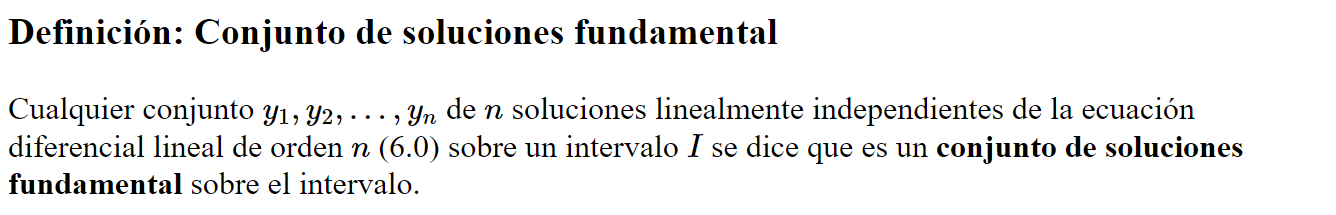 Definición: Conjunto de soluciones fundamental
Cualquier conjunto y₁, y₂, . . . , yₙ de n soluciones linealmente independientes de la ecuación
diferencial lineal de orden n (6.0) sobre un intervalo I se dice que es un conjunto de soluciones
fundamental sobre el intervalo.